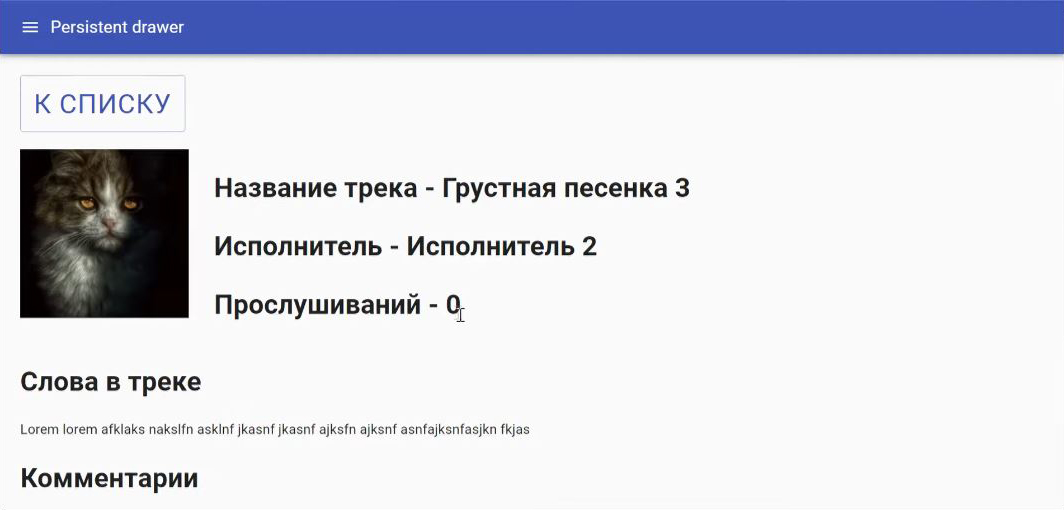 Persistent drawer
К СПИСКУ
Название трека - Грустная песенка 3
Исполнитель - Исполнитель 2
Прослушиваний - 0
Слова в треке
Lorem lorem afklaks nakslfn asklnf jkasnf jkasnf ajksfn ajksnf asnfajksnfasjkn fkjas
Комментарии